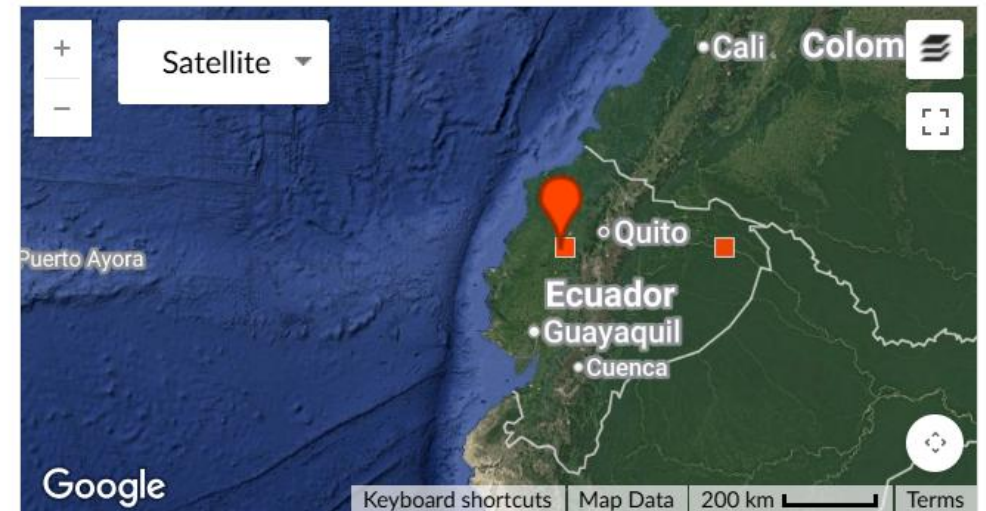 +
Satellite
−
Cali
Colom
Quito
Puerto Ayora
Ecuador
Guayaquil
Cuenca
Google
Keyboard shortcuts
Map Data
200 km
Terms